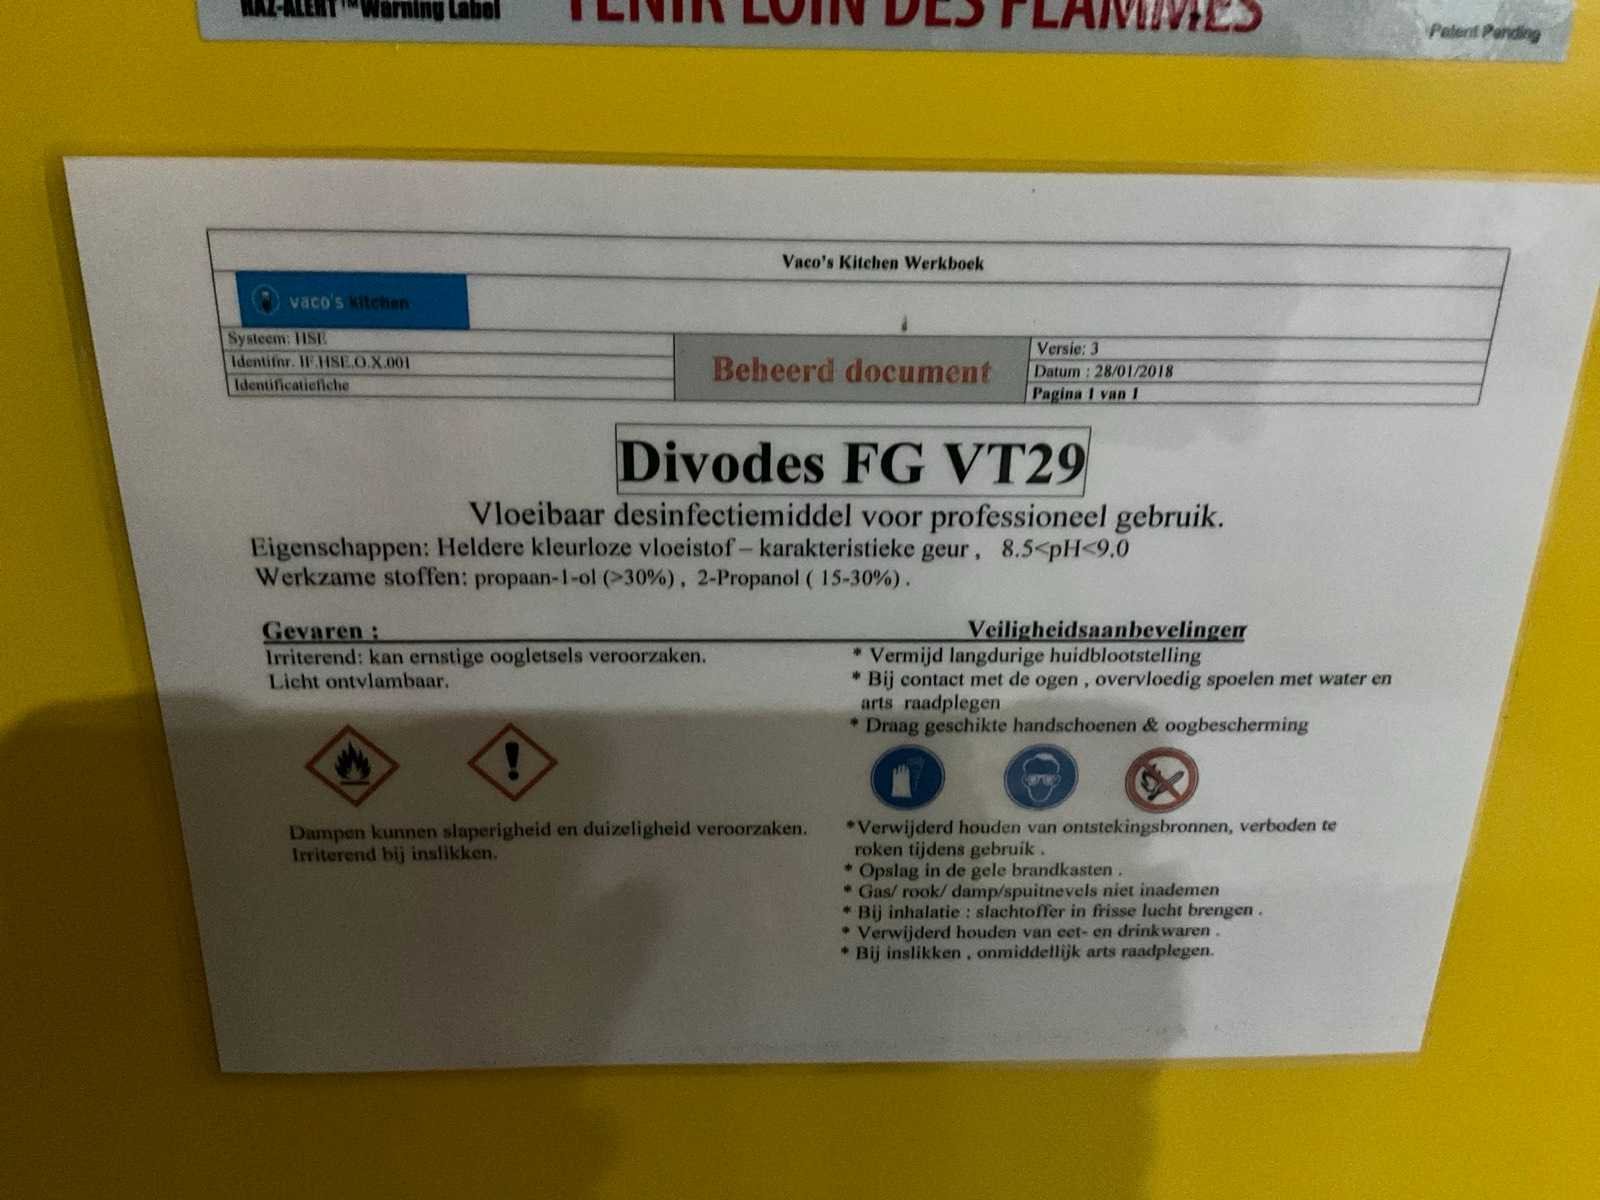 HAZ-ALERT™ Warning Label
TENIR LOIN DES FLAMMES
Patent Pending
Vaco's Kitchen Werkboek
vaco's kitchen
Systeem: HSE
Identifnr. IF.HSE.O.X.001
Identificatiefiche
Beheerd document
Versie: 3
Datum : 28/01/2018
Pagina 1 van 1
Divodes FG VT29
Vloeibaar desinfectiemiddel voor professioneel gebruik.
Eigenschappen: Heldere kleurloze vloeistof – karakteristieke geur , 8.5<pH<9.0
Werkzame stoffen: propaan-1-ol (>30%) , 2-Propanol ( 15-30%) .
Gevaren :
Irriterend: kan ernstige oogletsels veroorzaken.
Licht ontvlambaar.
Dampen kunnen slaperigheid en duizeligheid veroorzaken.
Irriterend bij inslikken.
Veiligheidsaanbevelingen
* Vermijd langdurige huidblootstelling
* Bij contact met de ogen , overvloedig spoelen met water en
arts raadplegen
* Draag geschikte handschoenen & oogbescherming
*Verwijderd houden van ontstekingsbronnen, verboden te
roken tijdens gebruik .
* Opslag in de gele brandkasten .
* Gas/ rook/ damp/spuitnevels niet inademen
* Bij inhalatie : slachtoffer in frisse lucht brengen .
* Verwijderd houden van eet- en drinkwaren .
* Bij inslikken , onmiddellijk arts raadplegen.